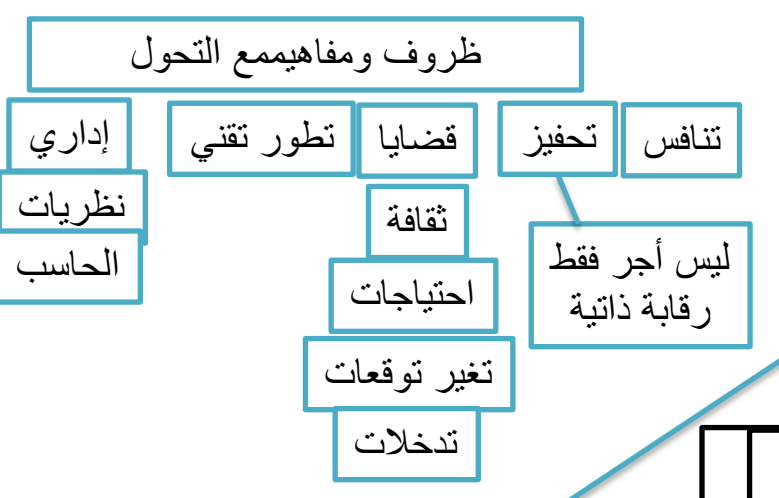 ظروف ومفاهيممع التحول
تنافس
تحفيز
قضايا
تطور تقني
إداري
ليس أجر فقط
رقابة ذاتية
ثقافة
احتياجات
تغير توقعات
تدخلات
نظريات
الحاسب